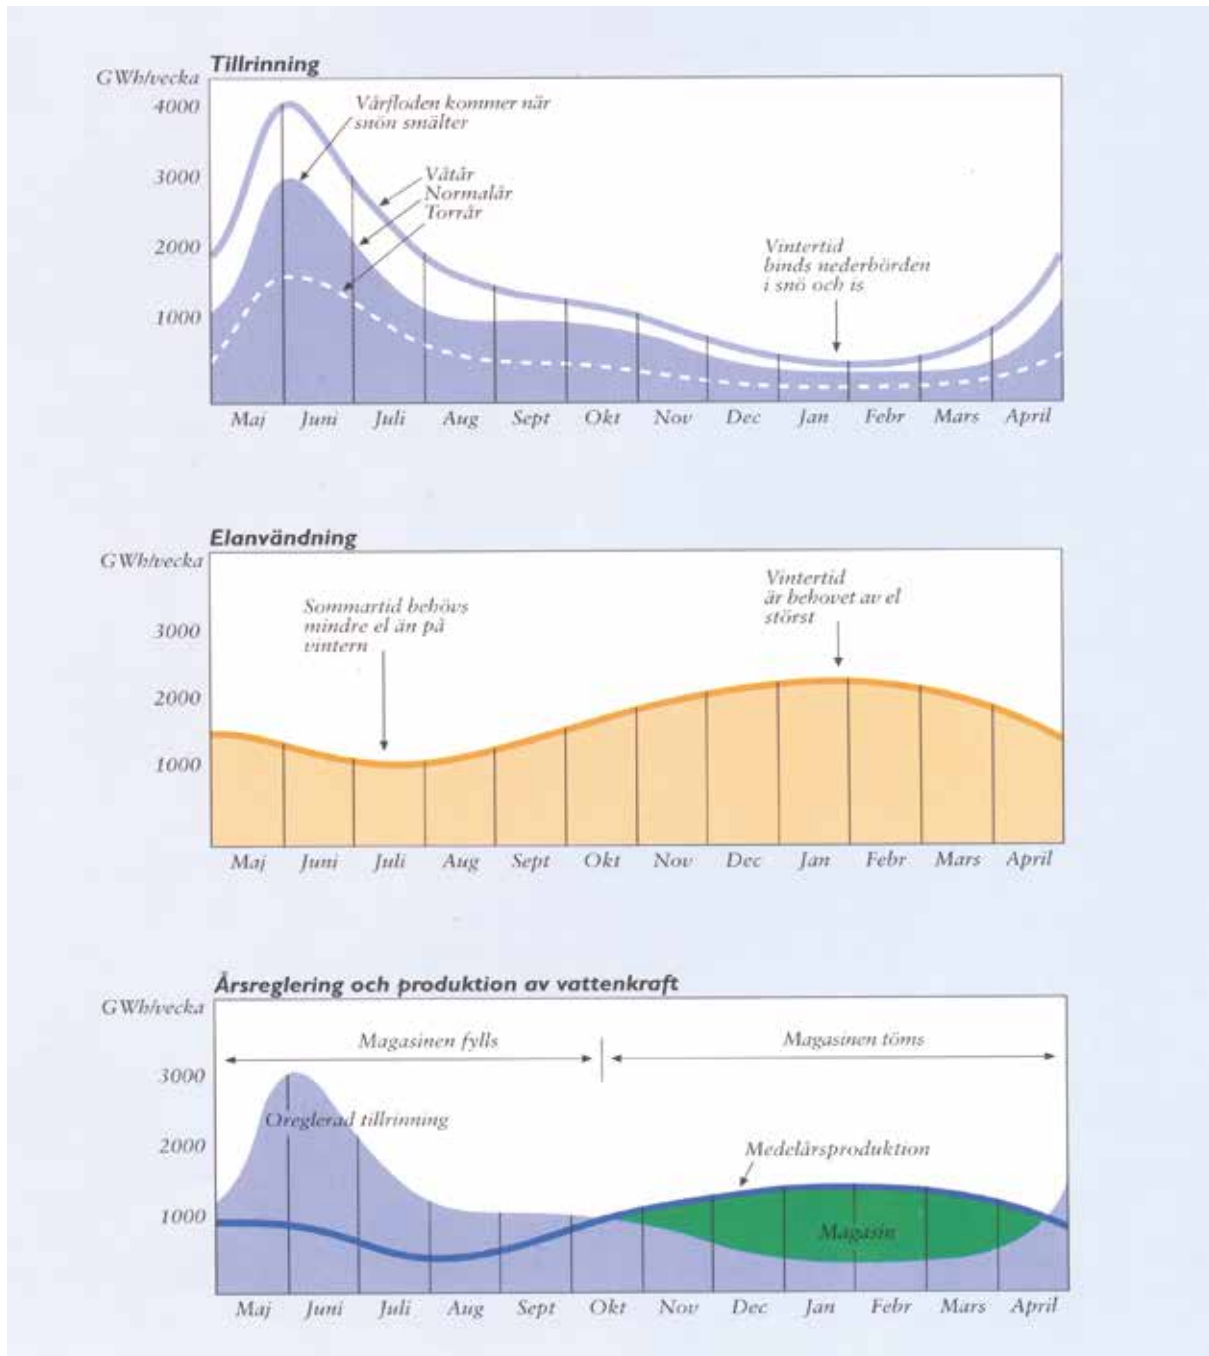 Tillrinning
GWh/vecka
4000
3000
2000
1000
Vårfloden kommer när
snön smälter
Våtår
Normalår
Torrår
Vintertid
binds nederbörden
i snö och is
Maj Juni Juli Aug Sept Okt Nov Dec Jan Febr Mars April
Elanvändning
GWh/vecka
3000
2000
1000
Sommartid behövs
mindre el än på
vintern
Vintertid
är behovet av el
störst
Maj Juni Juli Aug Sept Okt Nov Dec Jan Febr Mars April
Årsreglering och produktion av vattenkraft
GWh/vecka
3000
2000
1000
Magasinen fylls
Magasinen töms
Oreglerad tillrinning
Medelårsproduktion
Magasin
Maj Juni Juli Aug Sept Okt Nov Dec Jan Febr Mars April